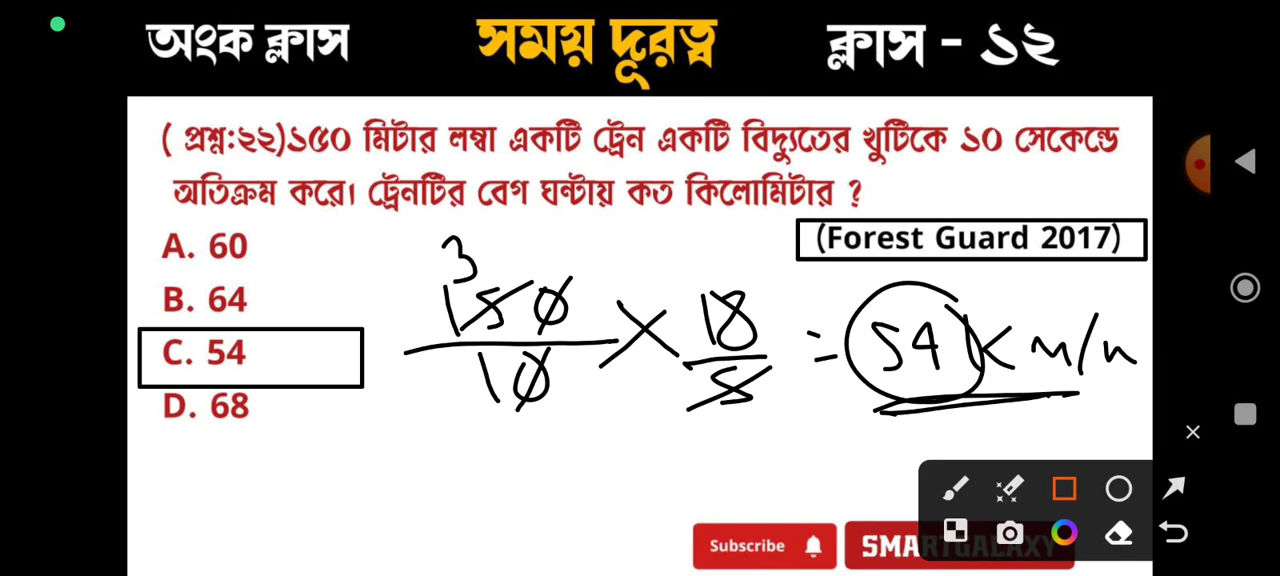 অংক ক্লাস সময় দূরত্ব ক্লাস - ১২
( প্রশ্ন:২২)১৫০ মিটার লম্বা একটি ট্রেন একটি বিদ্যুতের খুটিকে ১০ সেকেন্ডে
অতিক্রম করে। ট্রেনটির বেগ ঘন্টায় কত কিলোমিটার ?
(Forest Guard 2017)
A. 60
B. 64
C. 54
D. 68
3
150/10 × 18/5 = 54 Km/h
Subscribe SMARTGALAXY